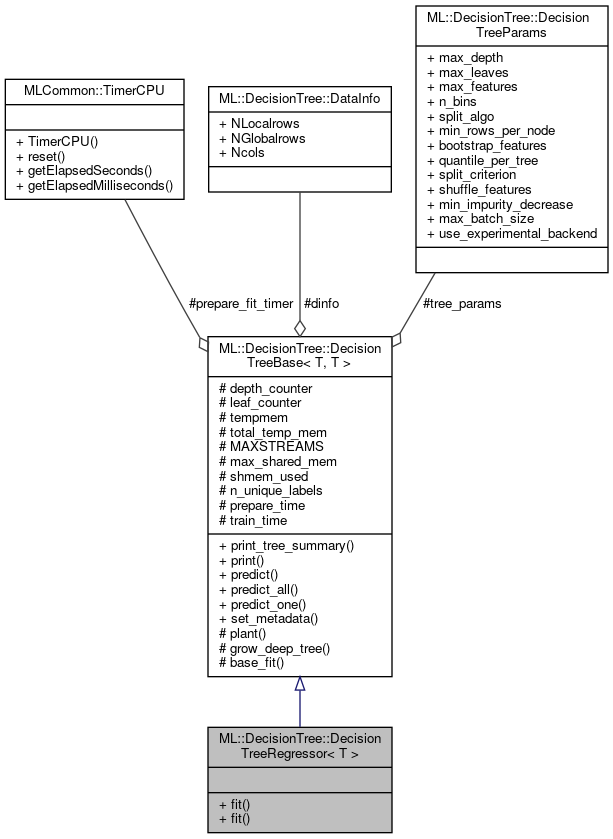 ML::DecisionTree::Decision
TreeParams
+ max_depth
+ max_leaves
+ max_features
+ n_bins
+ split_algo
+ min_rows_per_node
+ bootstrap_features
+ quantile_per_tree
+ split_criterion
+ shuffle_features
+ min_impurity_decrease
+ max_batch_size
+ use_experimental_backend
MLCommon::TimerCPU
+ TimerCPU()
+ reset()
+ getElapsedSeconds()
+ getElapsedMilliseconds()
ML::DecisionTree::DataInfo
+ NLocalrows
+ NGlobalrows
+ Ncols
#prepare_fit_timer
#dinfo
#tree_params
ML::DecisionTree::Decision
TreeBase< T, T >
# depth_counter
# leaf_counter
# tempmem
# total_temp_mem
# MAXSTREAMS
# max_shared_mem
# shmem_used
# n_unique_labels
# prepare_time
# train_time
+ print_tree_summary()
+ print()
+ predict()
+ predict_all()
+ predict_one()
+ set_metadata()
# plant()
# grow_deep_tree()
# base_fit()
ML::DecisionTree::Decision
TreeRegressor< T >
+ fit()
+ fit()